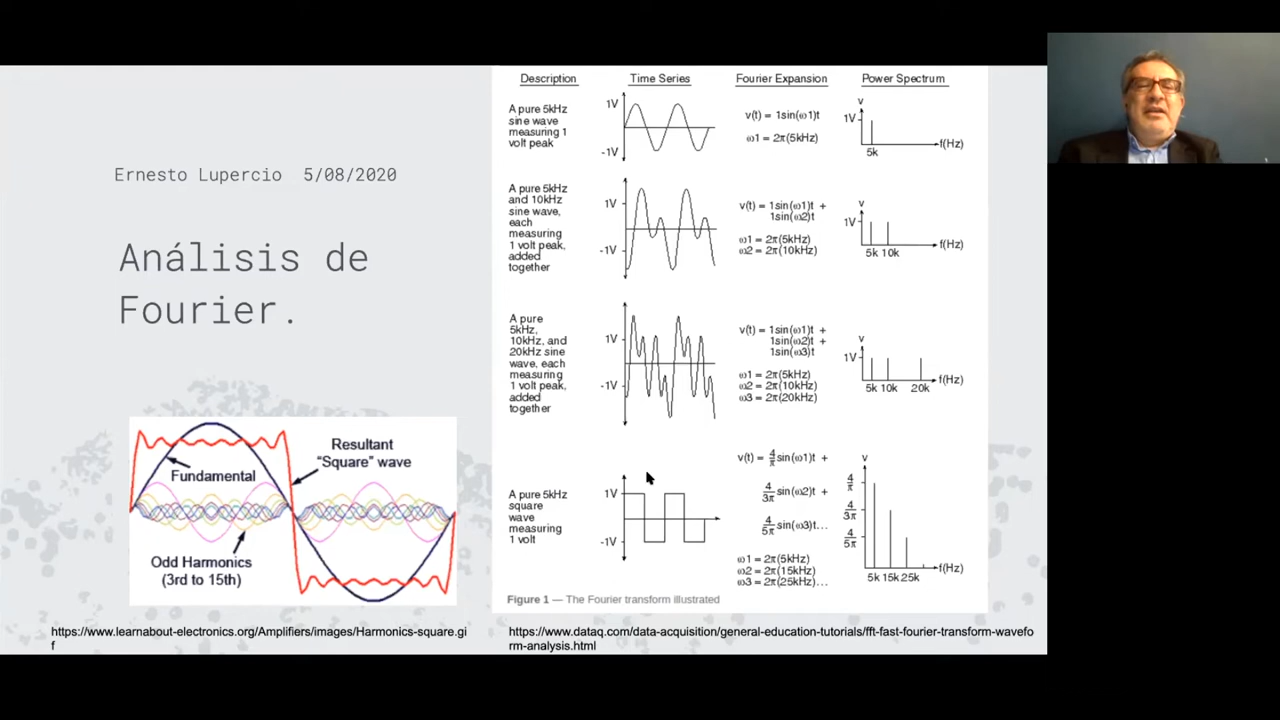 Ernesto Lupercio 5/08/2020
Análisis de
Fourier.
Resultant
"Square" wave
Fundamental
Odd Harmonics
(3rd to 15th)
https://www.learnabout-electronics.org/Amplifiers/images/Harmonics-square.gi
f
Description Time Series Fourier Expansion Power Spectrum
A pure 5kHz
sine wave
measuring 1
volt peak
1V
-1V
v(t) = 1sin(ω1)t
ω1 = 2π(5kHz)
v
1V
5k
f(Hz)
A pure 5kHz
and 10kHz
sine wave,
each
measuring
1 volt peak,
added
together
1V
-1V
v(t) = 1sin(ω1)t +
1sin(ω2)t
ω1 = 2π(5kHz)
ω2 = 2π(10kHz)
v
1V
5k 10k
f(Hz)
A pure
5kHz,
10kHz, and
20kHz sine
wave, each
measuring
1 volt peak,
added
together
1V
-1V
v(t) = 1sin(ω1)t +
1sin(ω2)t +
1sin(ω3)t
ω1 = 2π(5kHz)
ω2 = 2π(10kHz)
ω3 = 2π(20kHz)
v
1V
5k 10k 20k
f(Hz)
A pure 5kHz
square
wave
measuring
1 volt
1V
-1V
v(t) = 4/π sin(ω1)t +
4/3π sin(ω2)t +
4/5π sin(ω3)t...
ω1 = 2π(5kHz)
ω2 = 2π(15kHz)
ω3 = 2π(25kHz)...
v
4/π
4/3π
4/5π
5k 15k 25k
f(Hz)
Figure 1 — The Fourier transform illustrated
https://www.dataq.com/data-acquisition/general-education-tutorials/fft-fast-fourier-transform-wavefo
rm-analysis.html